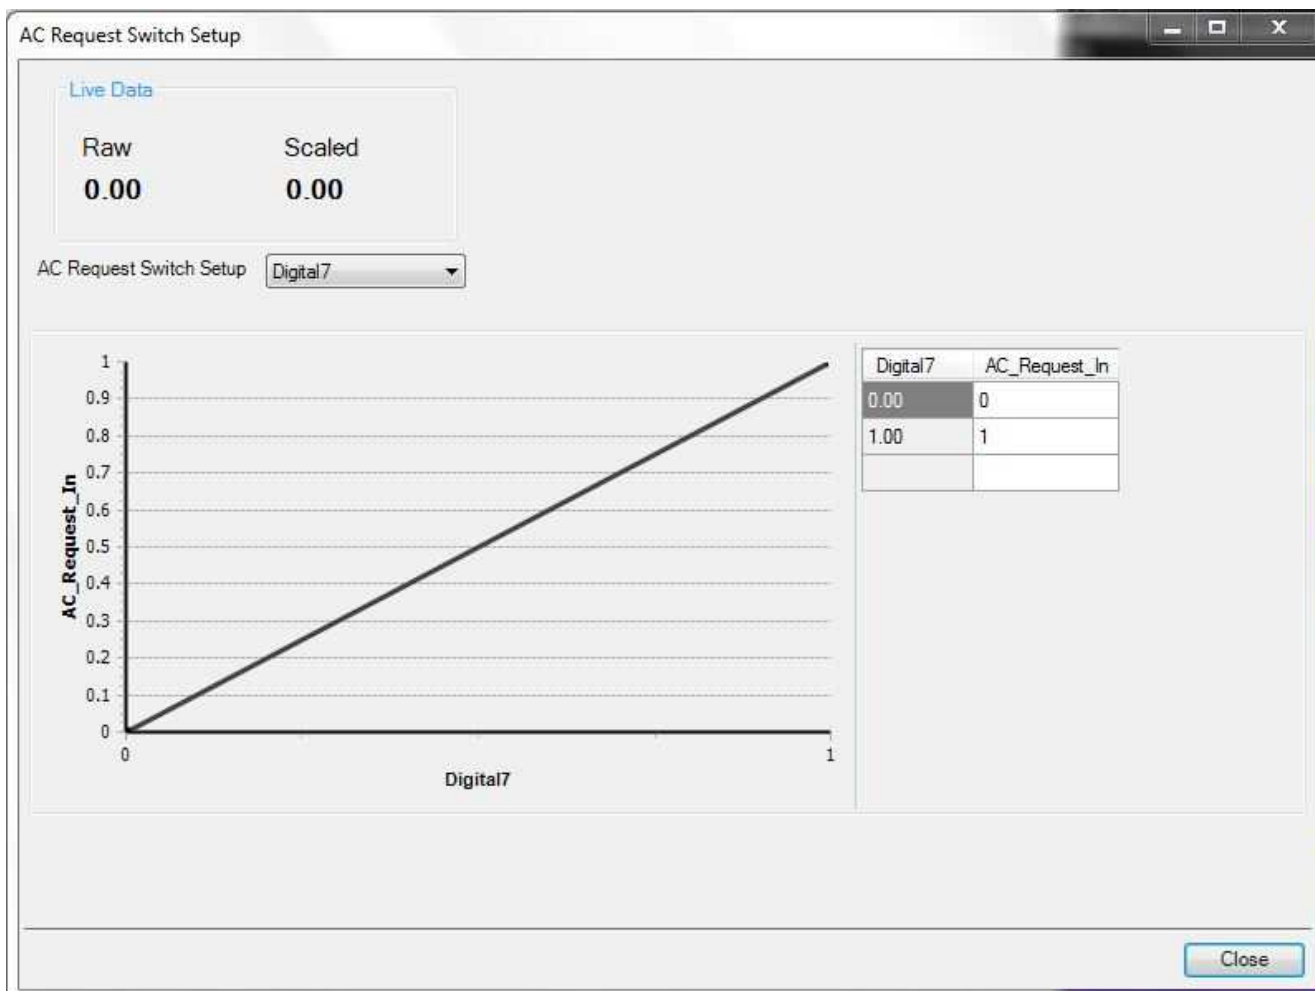 AC Request Switch Setup
Live Data
Raw Scaled
0.00 0.00
AC Request Switch Setup Digital7
1
0.9
0.8
0.7
0.6
0.5
0.4
0.3
0.2
0.1
0
AC_Request_In
0 1
Digital7
Digital7 AC_Request_In
0.00 0
1.00 1
Close